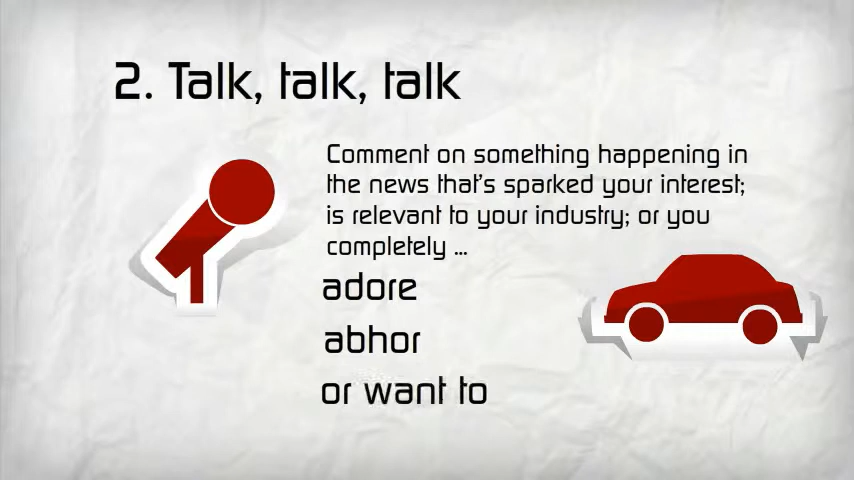 2. Talk, talk, talk
Comment on something happening in
the news that's sparked your interest;
is relevant to your industry; or you
completely ...
adore
abhor
or want to